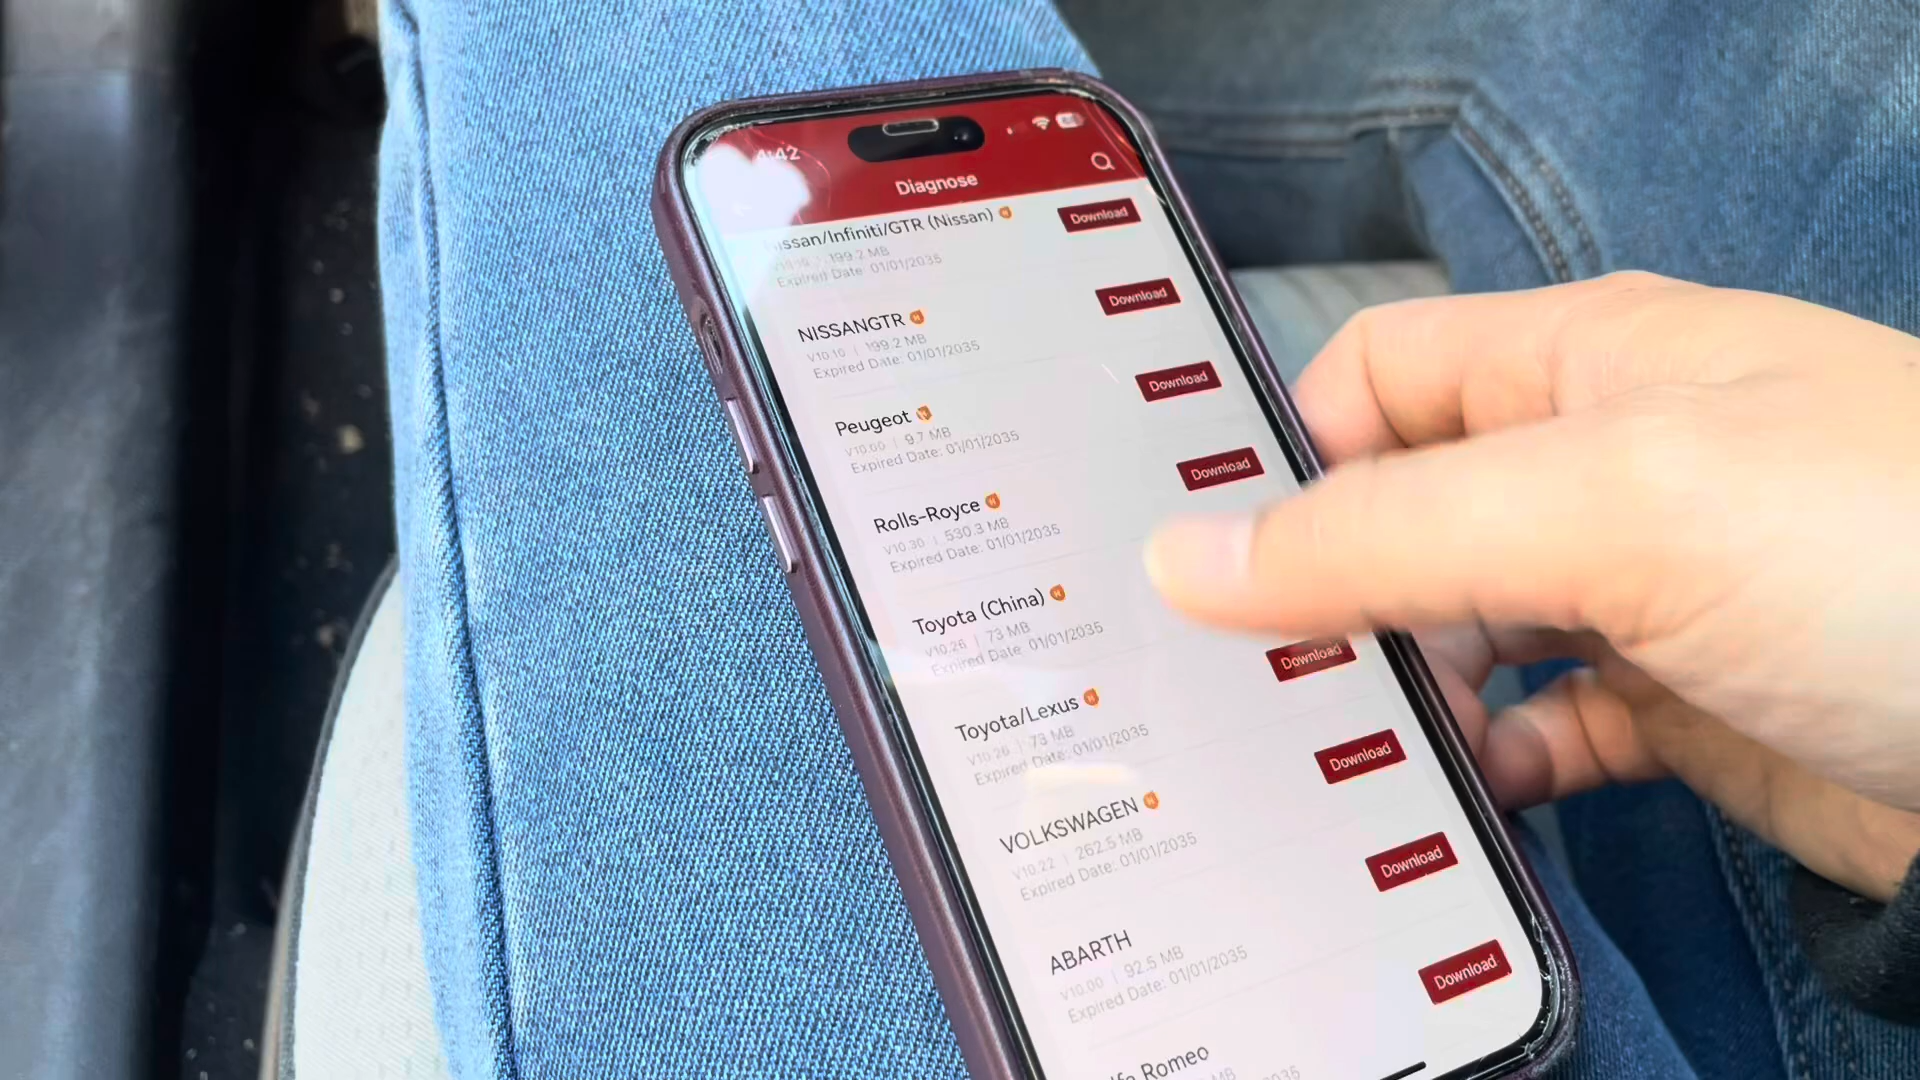 4:42
Diagnose
Nissan/Infiniti/GTR (Nissan)
199.2 MB
Expired Date: 01/01/2035
Download
NISSANGTR
V10.10 | 199.2 MB
Expired Date: 01/01/2035
Download
Peugeot
V10.00 | 9.7 MB
Expired Date: 01/01/2035
Download
Rolls-Royce
V10.30 | 530.3 MB
Expired Date: 01/01/2035
Download
Toyota (China)
V10.26 | 73 MB
Expired Date: 01/01/2035
Toyota/Lexus
V10.26 | 73 MB
Expired Date: 01/01/2035
Download
VOLKSWAGEN
V10.22 | 262.5 MB
Expired Date: 01/01/2035
Download
ABARTH
V10.00 | 92.5 MB
Expired Date: 01/01/2035
Download
Romeo
MB
Download